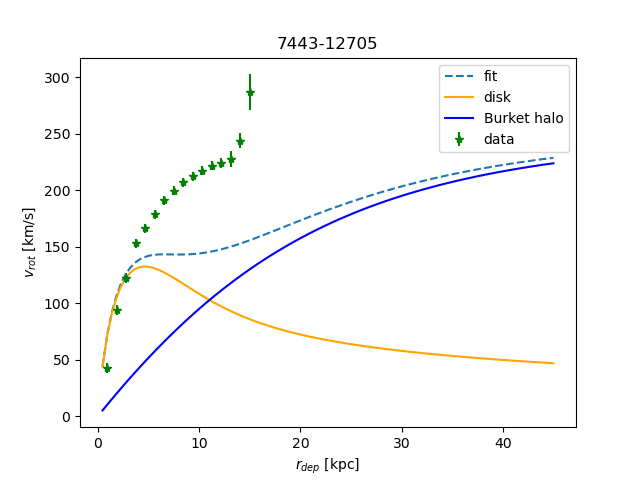 7443-12705
300
250
200
150
100
50
0
v_rot [km/s]
fit
disk
Burket halo
data
0 10 20 30 40
r_dep [kpc]